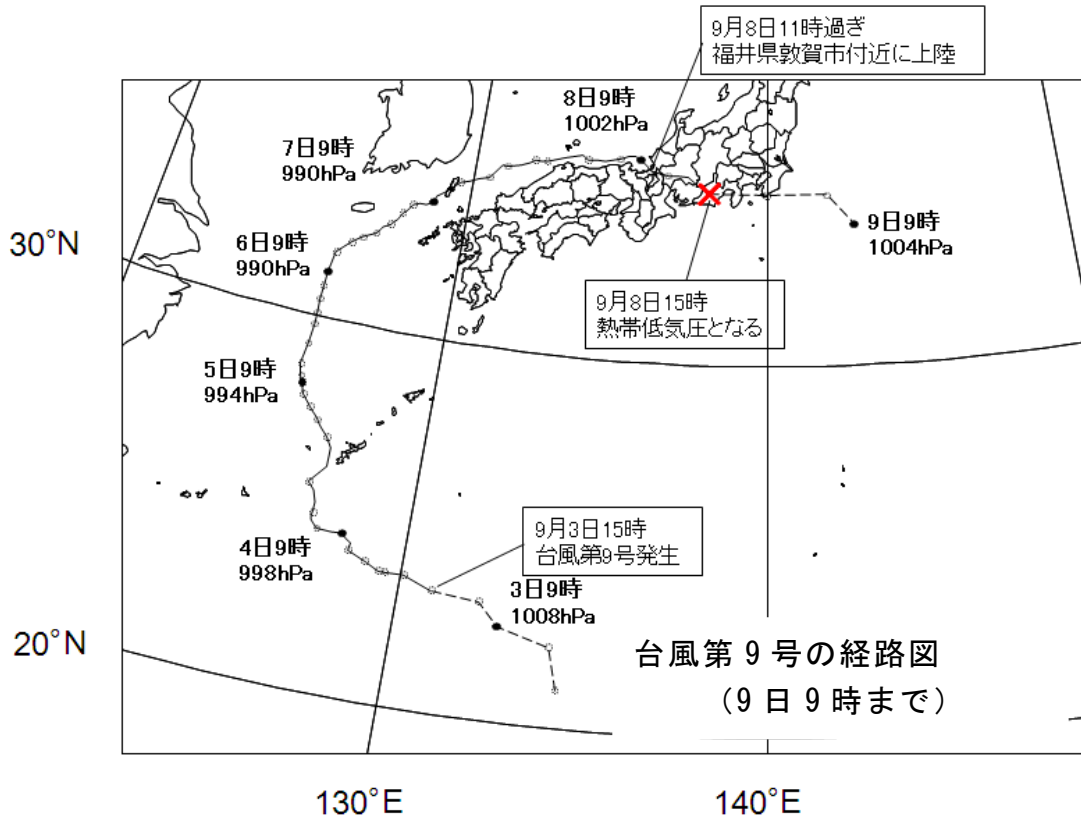 9月8日11時過ぎ
福井県敦賀市付近に上陸
8日9時
1002hPa
7日9時
990hPa
30°N
6日9時
990hPa
9日9時
1004hPa
9月8日15時
熱帯低気圧となる
5日9時
994hPa
9月3日15時
台風第9号発生
4日9時
998hPa
3日9時
1008hPa
20°N
台風第9号の経路図
(9日9時まで)
130°E
140°E